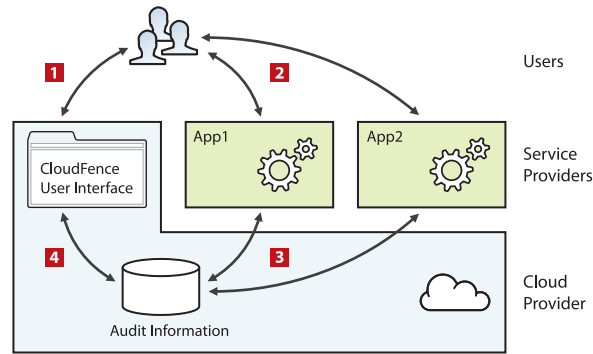 Users
1
2
App1
App2
CloudFence
User Interface
Service
Providers
4
3
Cloud
Provider
Audit Information